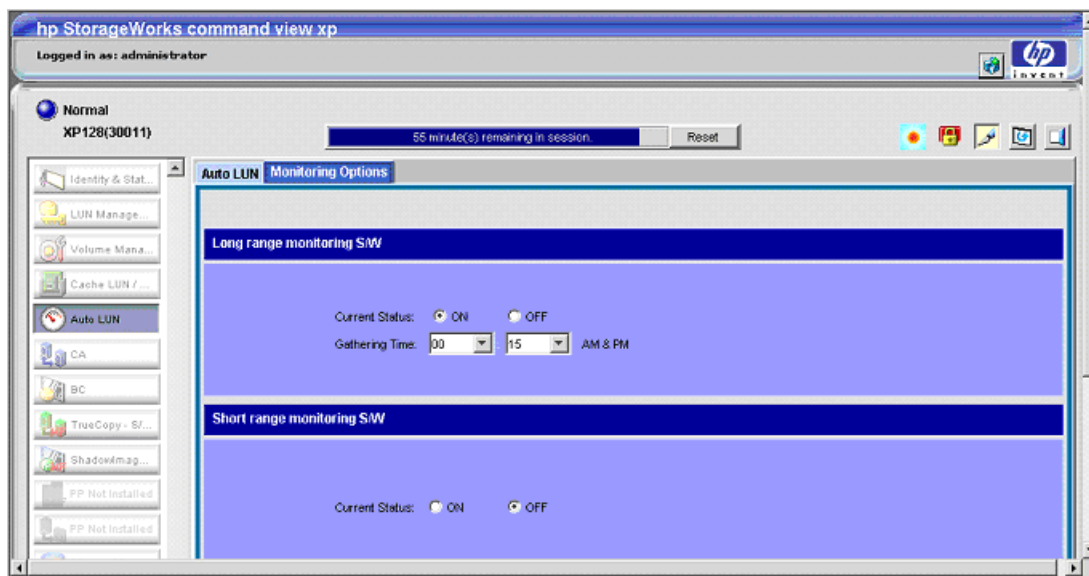 hp StorageWorks command view xp
Logged in as: administrator
hp
invent
Normal
XP128(30011)
55 minute(s) remaining in session.
Reset
Identity & Stat...
LUN Manage...
Volume Mana...
Cache LUN / ...
Auto LUN
CA
BC
TrueCopy - S/...
ShadowImag...
PP Not Installed
PP Not Installed
Auto LUN
Monitoring Options
Long range monitoring S/W
Current Status: ON OFF
Gathering Time: 00 : 15 AM & PM
Short range monitoring S/W
Current Status: ON OFF